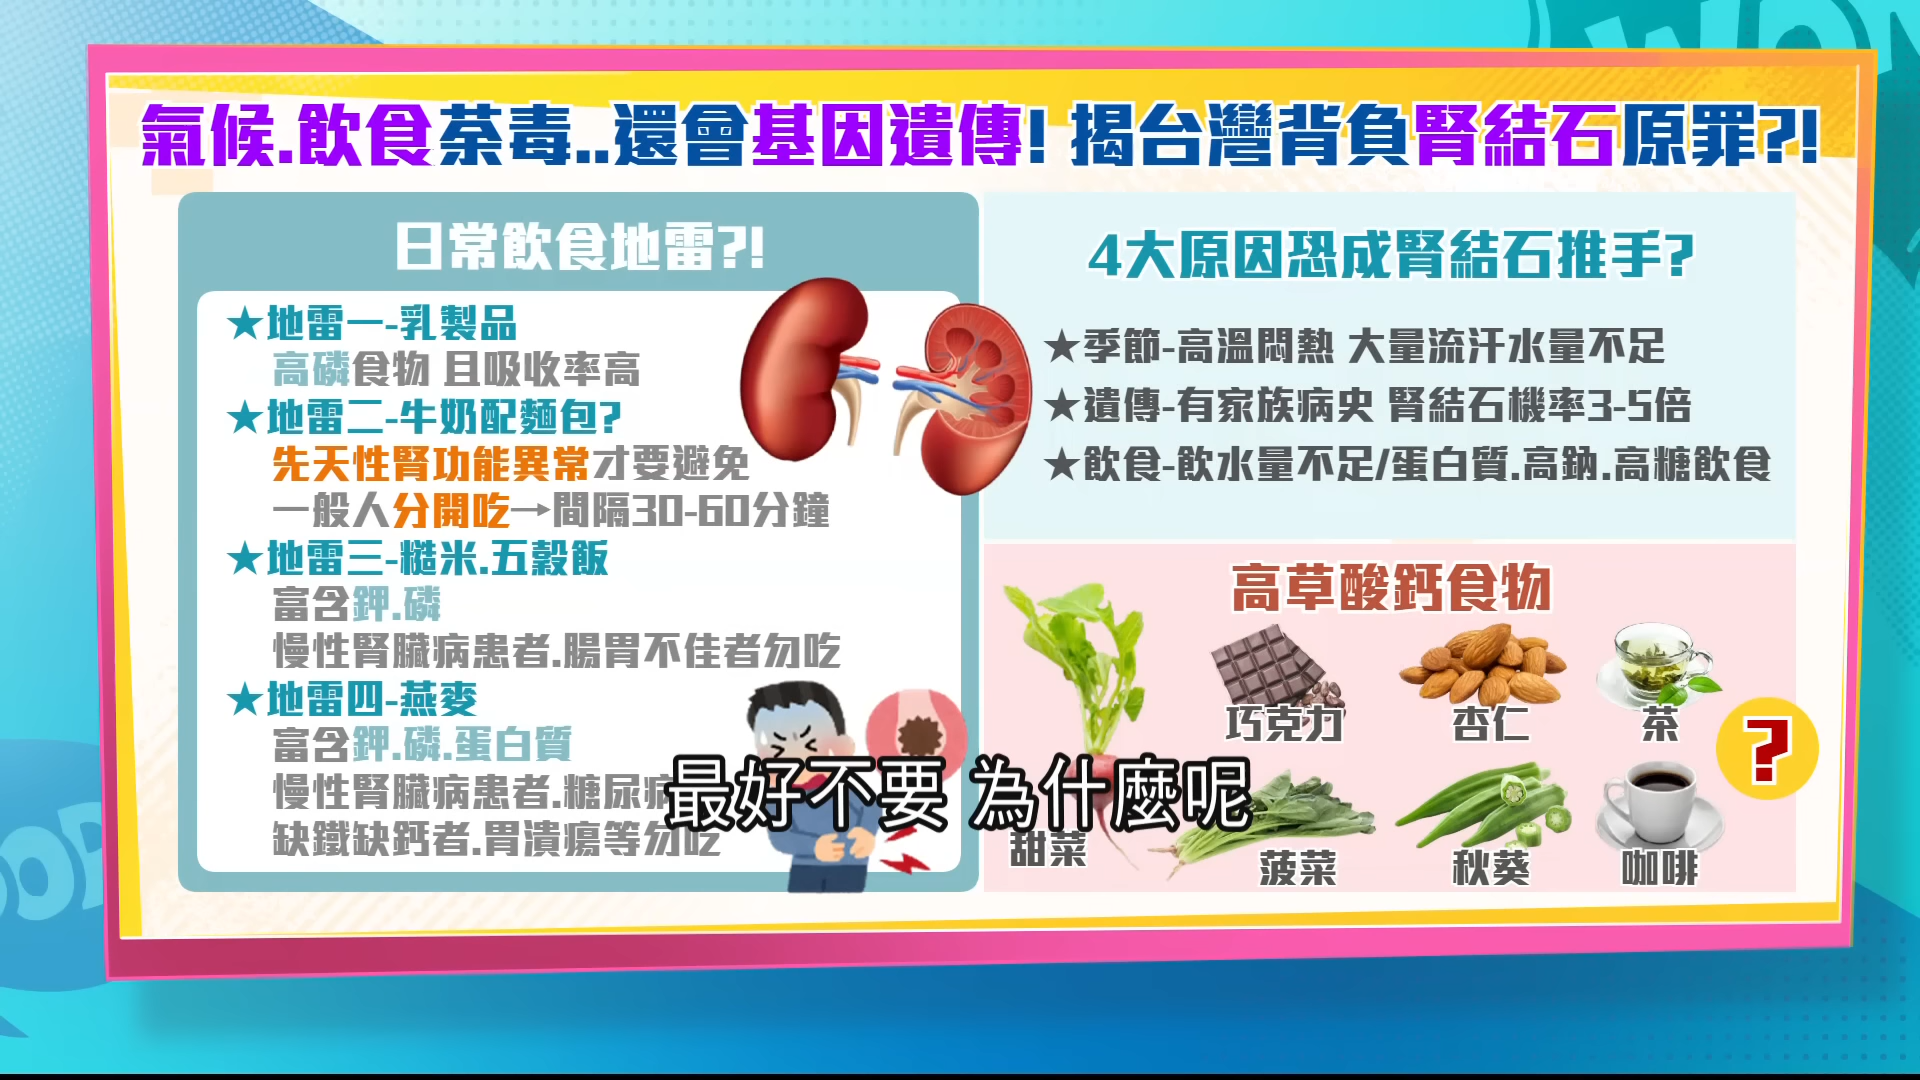 氣候.飲食荼毒..還會基因遺傳! 揭台灣背負腎結石原罪?!
日常飲食地雷?!
★地雷一-乳製品
高磷食物 且吸收率高
★地雷二-牛奶配麵包?
先天性腎功能異常才要避免
一般人分開吃→間隔30-60分鐘
★地雷三-糙米.五穀飯
富含鉀.磷
慢性腎臟病患者.腸胃不佳者勿吃
★地雷四-燕麥
富含鉀.磷.蛋白質
慢性腎臟病患者.糖尿病
缺鐵缺鈣者.胃潰瘍等勿吃
4大原因恐成腎結石推手?
★季節-高溫悶熱 大量流汗水量不足
★遺傳-有家族病史 腎結石機率3-5倍
★飲食-飲水量不足/蛋白質.高鈉.高糖飲食
高草酸鈣食物
巧克力
杏仁
茶
?
甜菜
菠菜
秋葵
咖啡
最好不要 為什麼呢